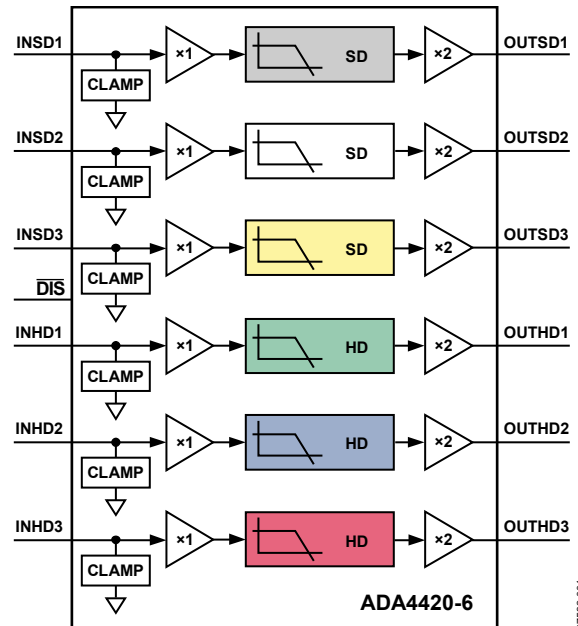 INSD1 ×1 SD ×2 OUTSD1
CLAMP
INSD2 ×1 SD ×2 OUTSD2
CLAMP
INSD3 ×1 SD ×2 OUTSD3
CLAMP
DIS
INHD1 ×1 HD ×2 OUTHD1
CLAMP
INHD2 ×1 HD ×2 OUTHD2
CLAMP
INHD3 ×1 HD ×2 OUTHD3
CLAMP
ADA4420-6